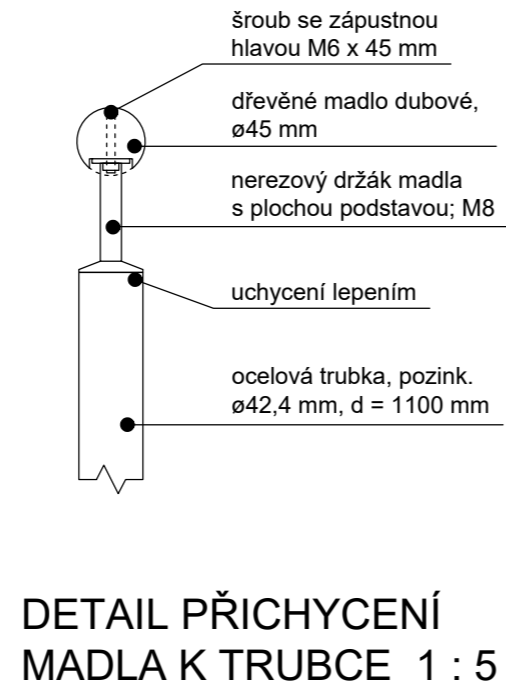 šroub se zápustnou
hlavou M6 x 45 mm
dřevěné madlo dubové,
ø45 mm
nerezový držák madla
s plochou podstavou; M8
uchycení lepením
ocelová trubka, pozink.
ø42,4 mm, d = 1100 mm
DETAIL PŘICHYCENÍ
MADLA K TRUBCE 1 : 5